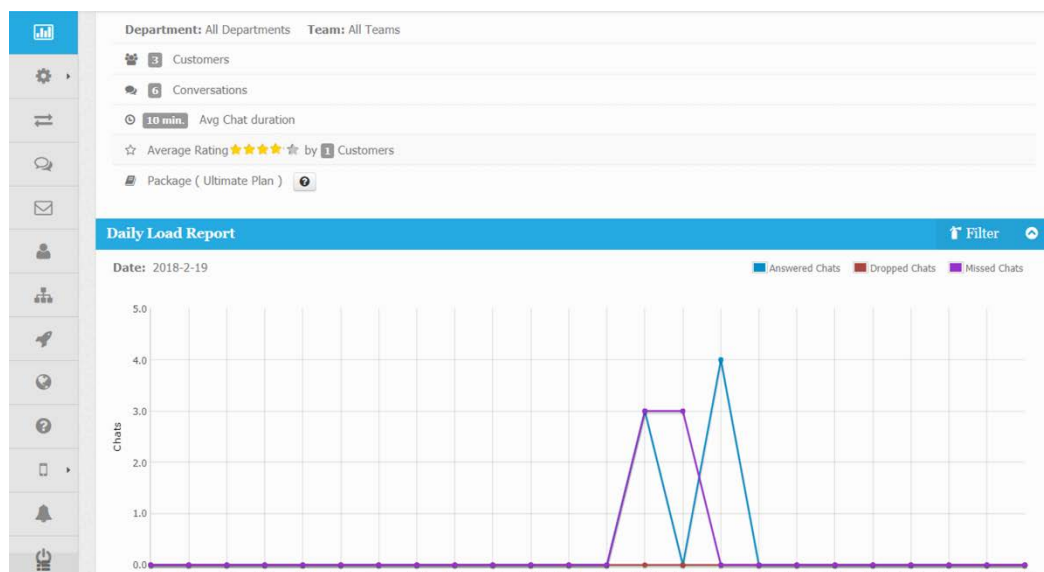 Department: All Departments Team: All Teams
3 Customers
6 Conversations
10 min. Avg Chat duration
Average Rating by 1 Customers
Package ( Ultimate Plan )
Daily Load Report Filter
Date: 2018-2-19 Answered Chats Dropped Chats Missed Chats
5.0
4.0
3.0
Chats
2.0
1.0
0.0